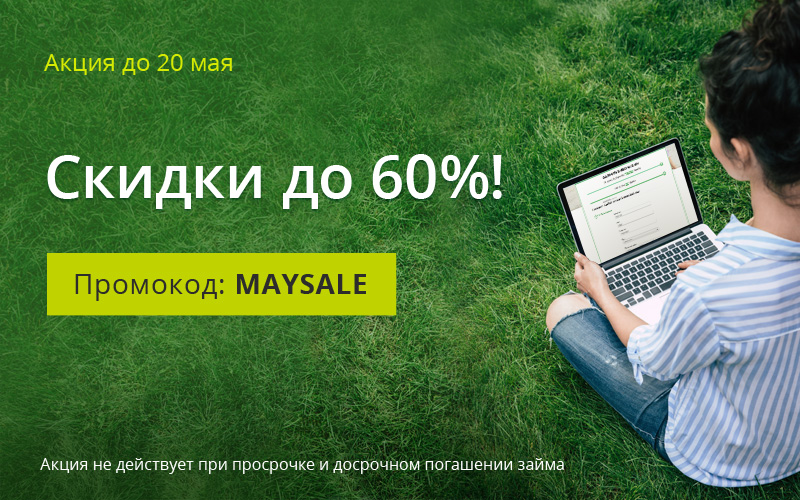 Акция до 20 мая
Скидки до 60%!
Промокод: MAYSALE
Акция не действует при просрочке и досрочном погашении займа